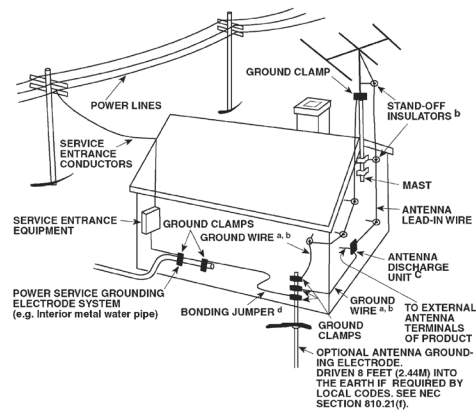 GROUND CLAMP
POWER LINES
STAND-OFF
INSULATORS b
SERVICE
ENTRANCE
CONDUCTORS
MAST
ANTENNA
LEAD-IN WIRE
SERVICE ENTRANCE
EQUIPMENT
GROUND CLAMPS
GROUND WIRE a, b
ANTENNA
DISCHARGE
UNIT C
POWER SERVICE GROUNDING
ELECTRODE SYSTEM
(e.g. Interior metal water pipe)
BONDING JUMPER d
GROUND
WIRE a, b
GROUND
CLAMPS
TO EXTERNAL
ANTENNA
TERMINALS
OF PRODUCT
OPTIONAL ANTENNA GROUND-
ING ELECTRODE.
DRIVEN 8 FEET (2.44M) INTO
THE EARTH IF REQUIRED BY
LOCAL CODES. SEE NEC
SECTION 810.21(f).